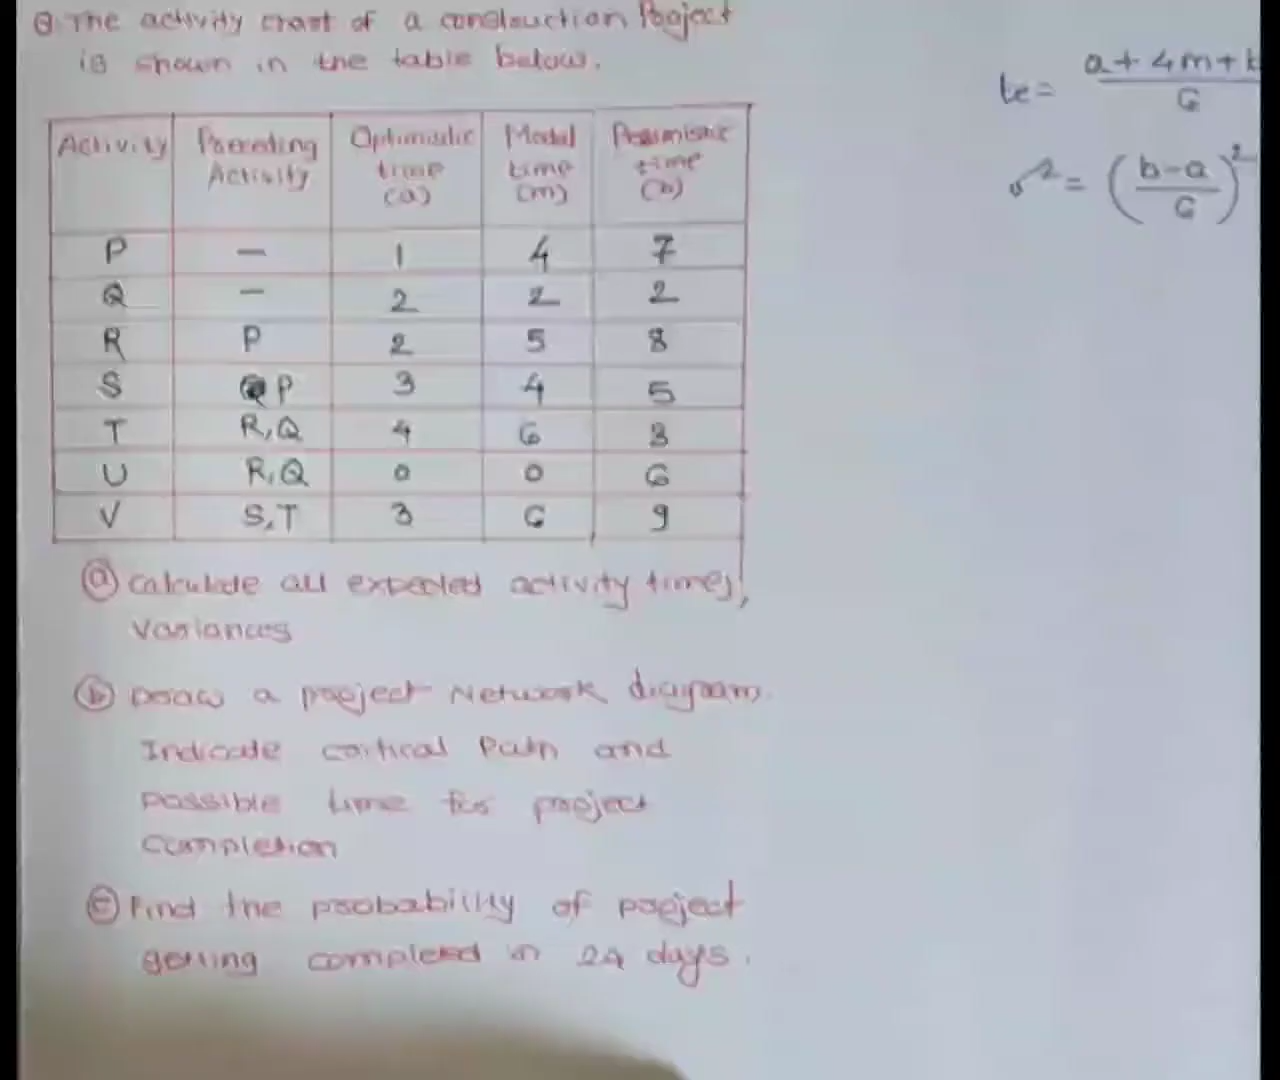 Q. The activity chart of a construction Project
is shown in the table below.
te = a + 4m + b / 6
σ² = (b-a / 6)²
Activity Preceding Activity Optimistic time (a) Modal time (m) Pessimistic time (b)
P — 1 4 7
Q — 2 2 2
R P 2 5 8
S P 3 4 5
T R,Q 4 6 8
U R,Q 0 0 6
V S,T 3 6 9
(a) Calculate all expected activity times,
variances
(b) Draw a project Network diagram.
Indicate critical Path and
possible time for project
completion
(c) Find the probability of project
getting completed in 24 days.